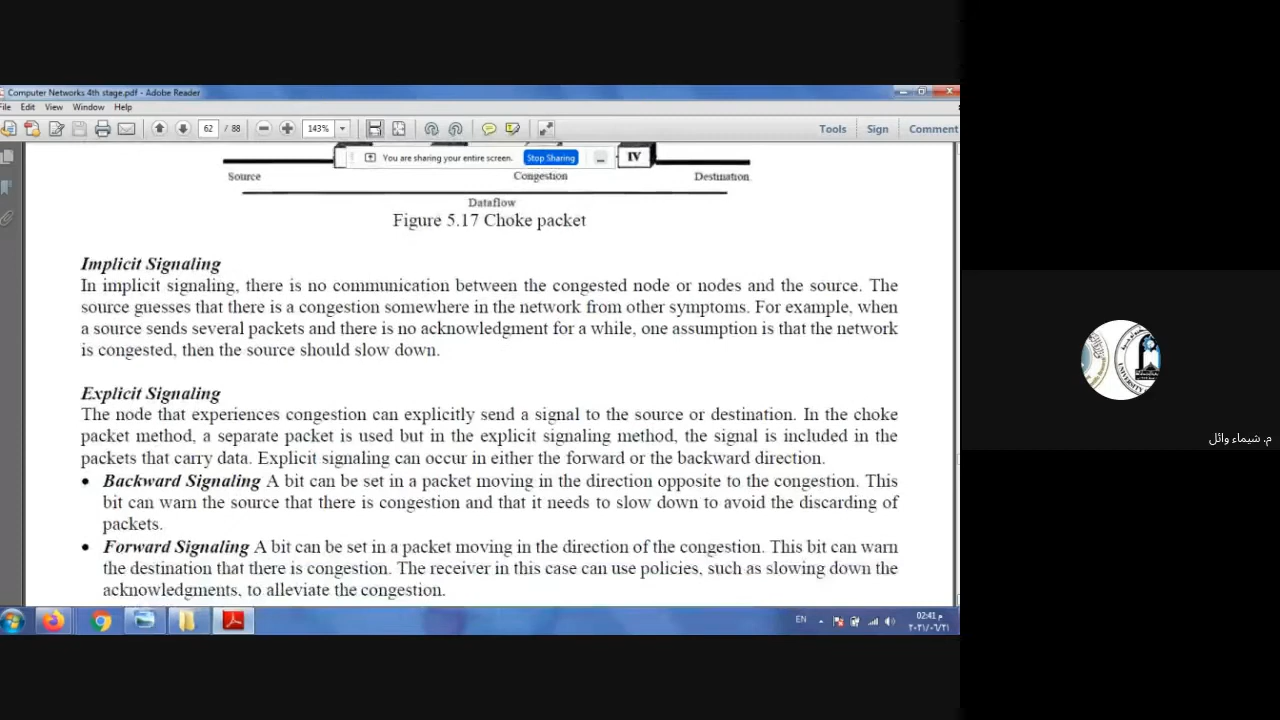 Computer Networks 4th stage.pdf - Adobe Reader
File Edit View Window Help
62 / 88 143% Tools Sign Comment
You are sharing your entire screen. Stop Sharing IV
Source Congestion Destination
Dataflow
Figure 5.17 Choke packet
Implicit Signaling
In implicit signaling, there is no communication between the congested node or nodes and the source. The
source guesses that there is a congestion somewhere in the network from other symptoms. For example, when
a source sends several packets and there is no acknowledgment for a while, one assumption is that the network
is congested, then the source should slow down.
Explicit Signaling
The node that experiences congestion can explicitly send a signal to the source or destination. In the choke
packet method, a separate packet is used but in the explicit signaling method, the signal is included in the
packets that carry data. Explicit signaling can occur in either the forward or the backward direction.
• Backward Signaling A bit can be set in a packet moving in the direction opposite to the congestion. This
bit can warn the source that there is congestion and that it needs to slow down to avoid the discarding of
packets.
• Forward Signaling A bit can be set in a packet moving in the direction of the congestion. This bit can warn
the destination that there is congestion. The receiver in this case can use policies, such as slowing down the
acknowledgments, to alleviate the congestion.
EN 02:41 م
٢٠٢١/٠٦/٢١
م. شيماء وائل